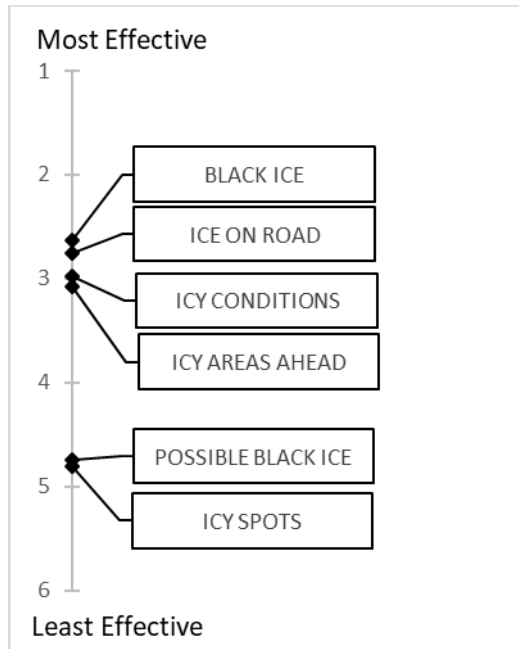 Most Effective
1
2
BLACK ICE
ICE ON ROAD
3
ICY CONDITIONS
ICY AREAS AHEAD
4
POSSIBLE BLACK ICE
5
ICY SPOTS
6
Least Effective